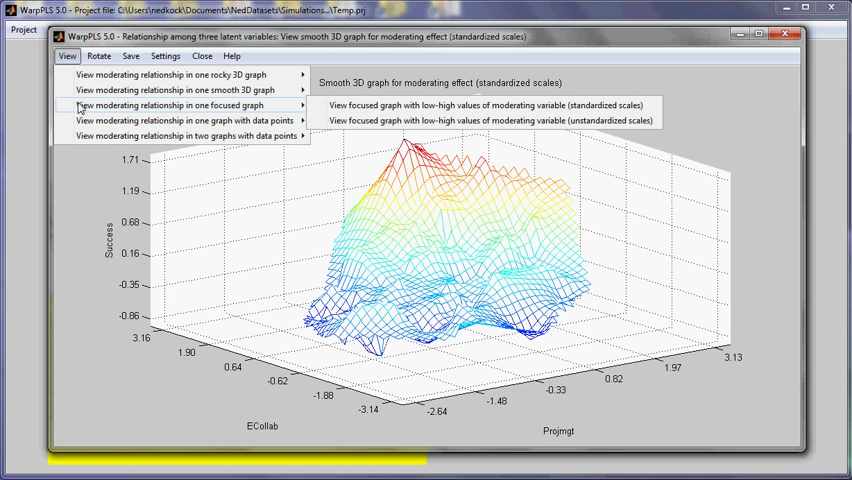 WarpPLS 5.0 - Project file: C:\Users\nedkock\Documents\NedDatasets\Simulations...\Temp.prj
Project
WarpPLS 5.0 - Relationship among three latent variables: View smooth 3D graph for moderating effect (standardized scales)
View Rotate Save Settings Close Help
View moderating relationship in one rocky 3D graph
View moderating relationship in one smooth 3D graph
View moderating relationship in one focused graph
View moderating relationship in one graph with data points
View moderating relationship in two graphs with data points
View focused graph with low-high values of moderating variable (standardized scales)
View focused graph with low-high values of moderating variable (unstandardized scales)
Smooth 3D graph for moderating effect (standardized scales)
1.71
1.19
0.68
0.16
-0.35
-0.86
Success
3.16
1.90
0.64
-0.62
-1.88
-3.14
ECollab
-2.64
-1.48
-0.33
0.82
1.97
3.13
Projmgt